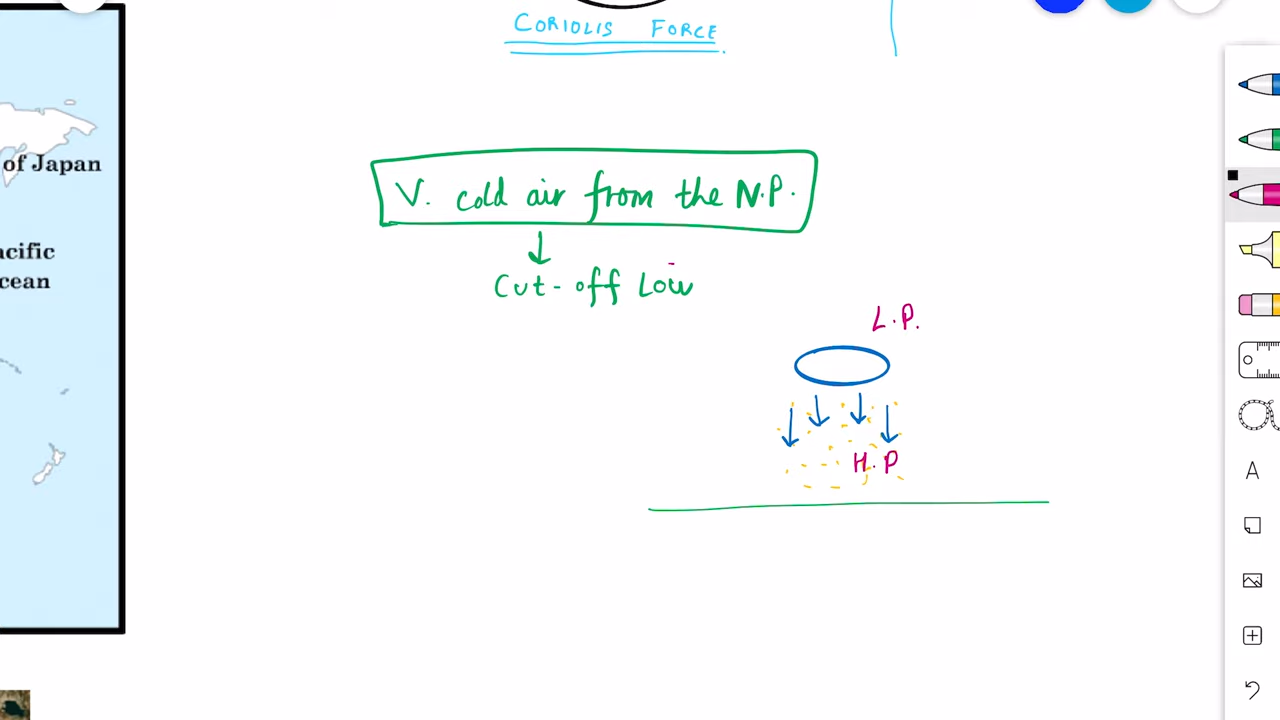 CORIOLIS FORCE
of Japan
V. cold air from the N.P.
acific
cean
Cut-off Low
L.P.
H.P
A